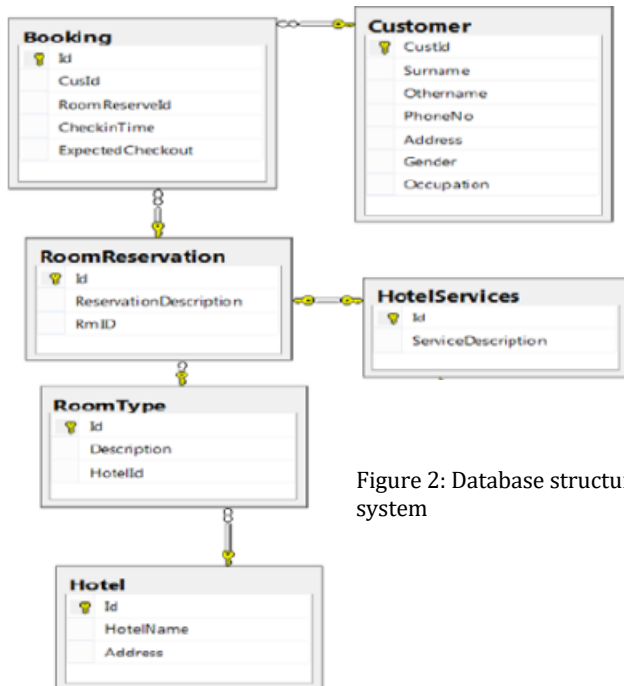 Booking
Id
CusId
RoomReserveId
CheckinTime
ExpectedCheckout
Customer
CustId
Surname
Othername
PhoneNo
Address
Gender
Occupation
RoomReservation
Id
ReservationDescription
RmID
HotelServices
Id
ServiceDescription
RoomType
Id
Description
HotelId
Figure 2: Database structu
system
Hotel
Id
HotelName
Address